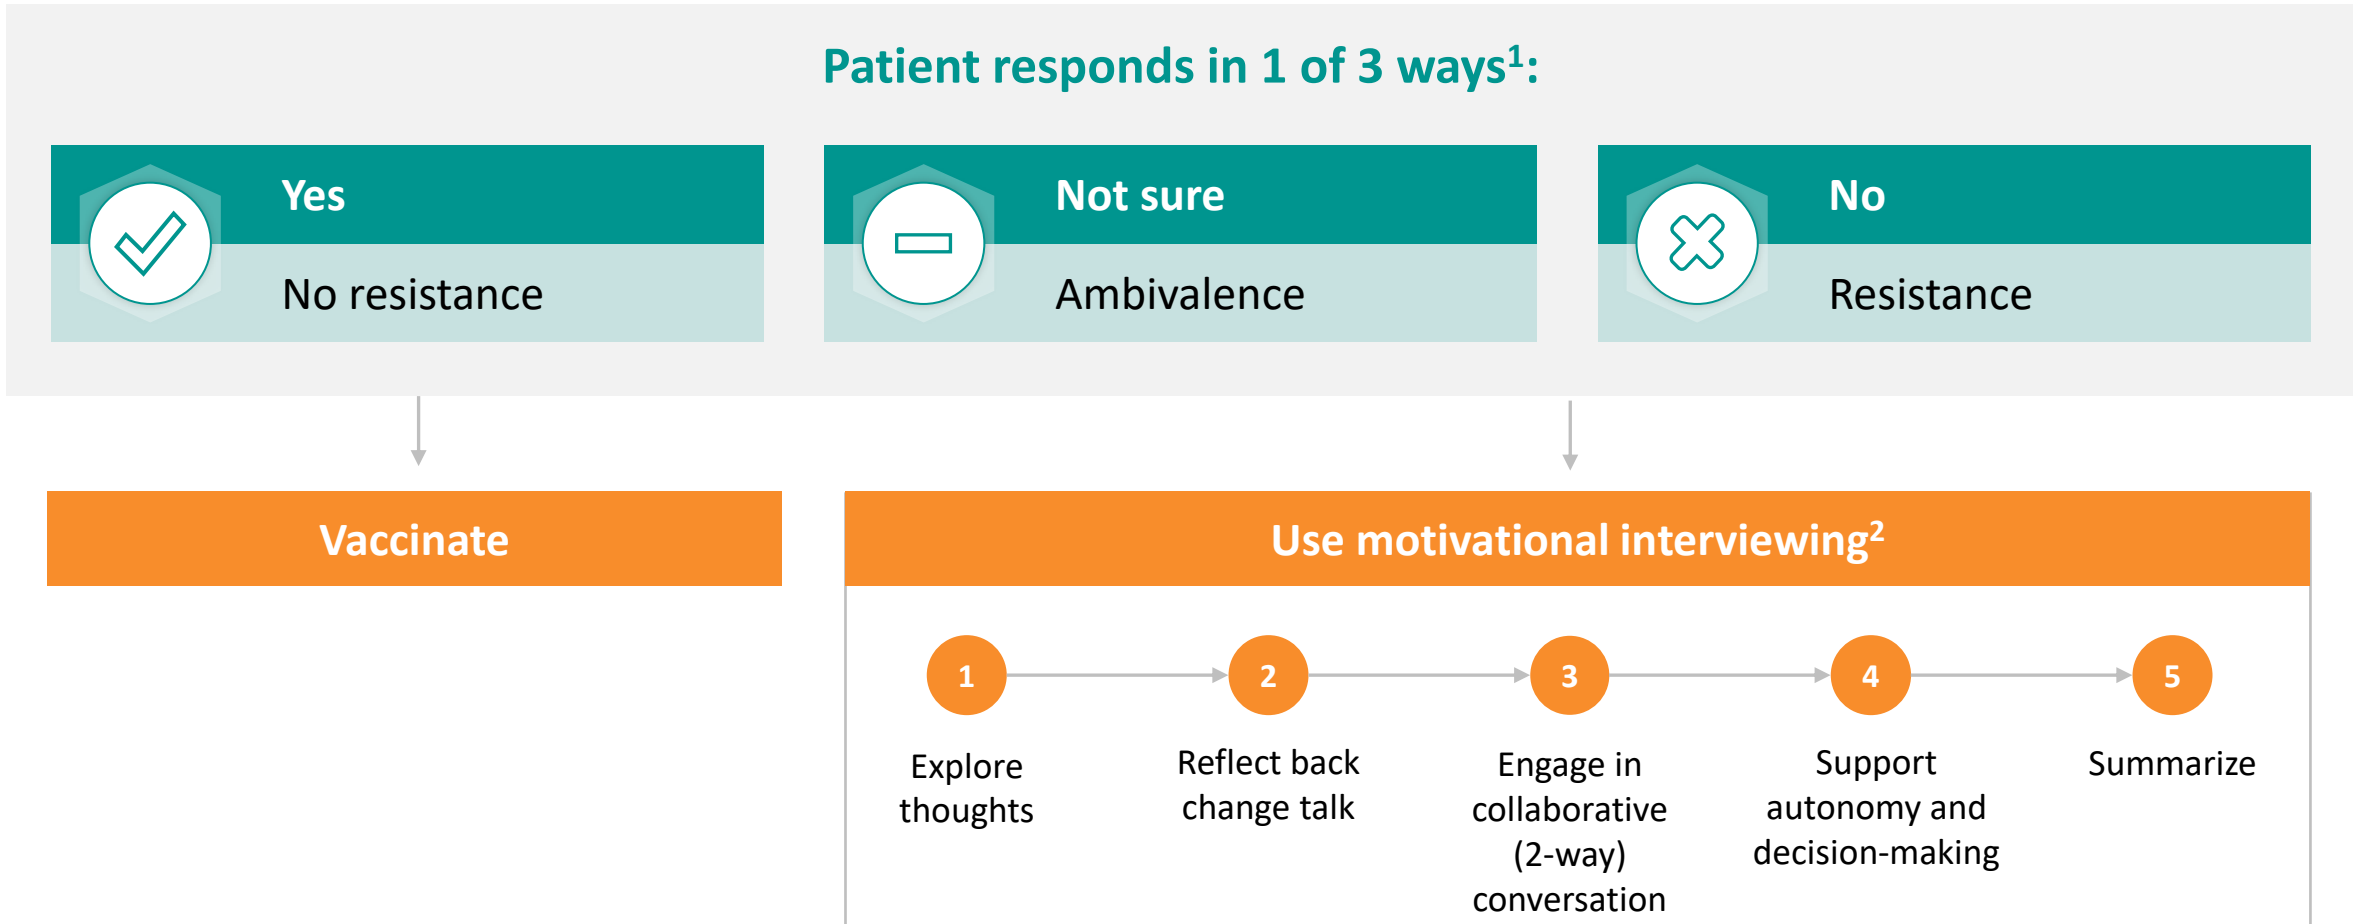 Patient responds in 1 of 3 ways¹:
Yes
No resistance
Not sure
Ambivalence
No
Resistance
Vaccinate
Use motivational interviewing²
1
Explore
thoughts
2
Reflect back
change talk
3
Engage in
collaborative
(2-way)
conversation
4
Support
autonomy and
decision-making
5
Summarize